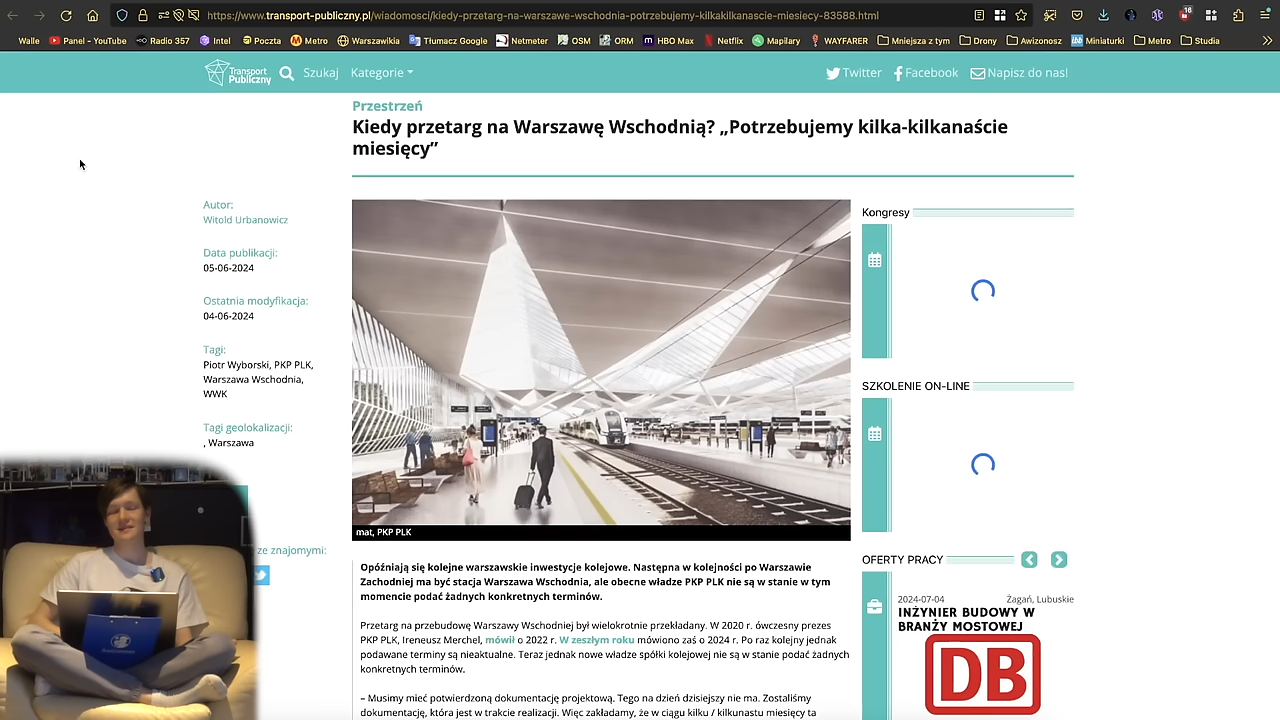 https://www.transport-publiczny.pl/wiadomosci/kiedy-przetarg-na-warszawe-wschodnia-potrzebujemy-kilkakilkanascie-miesiecy-83588.html
16
Walle Panel - YouTube Radio 357 Intel Poczta Metro Warszawikia Tłumacz Google Netmeter OSM ORM HBO Max Netflix Mapilary WAYFARER Mniejsza z tym Drony Awizonosz Miniaturki Metro Studia
Transport Publiczny Szukaj Kategorie Twitter Facebook Napisz do nas!
Przestrzeń
Kiedy przetarg na Warszawę Wschodnią? „Potrzebujemy kilka-kilkanaście
miesięcy”
Autor:
Witold Urbanowicz
Data publikacji:
05-06-2024
Ostatnia modyfikacja:
04-06-2024
Tagi:
Piotr Wyborski, PKP PLK,
Warszawa Wschodnia,
WWK
Tagi geolokalizacji:
, Warszawa
ze znajomymi:
mat, PKP PLK
Opóźniają się kolejne warszawskie inwestycje kolejowe. Następna w kolejności po Warszawie
Zachodniej ma być stacja Warszawa Wschodnia, ale obecne władze PKP PLK nie są w stanie w tym
momencie podać żadnych konkretnych terminów.
Przetarg na przebudowę Warszawy Wschodniej był wielokrotnie przekładany. W 2020 r. ówczesny prezes
PKP PLK, Ireneusz Merchel, mówił o 2022 r. W zeszłym roku mówiono zaś o 2024 r. Po raz kolejny jednak
podawane terminy są nieaktualne. Teraz jednak nowe władze spółki kolejowej nie są w stanie podać żadnych
konkretnych terminów.
– Musimy mieć potwierdzoną dokumentację projektową. Tego na dzień dzisiejszy nie ma. Zostaliśmy
dokumentację, która jest w trakcie realizacji. Więc zakładamy, że w ciągu kilku / kilkunastu miesięcy ta
Kongresy
SZKOLENIE ON-LINE
OFERTY PRACY
2024-07-04 Żagań, Lubuskie
INŻYNIER BUDOWY W
BRANŻY MOSTOWEJ
DB